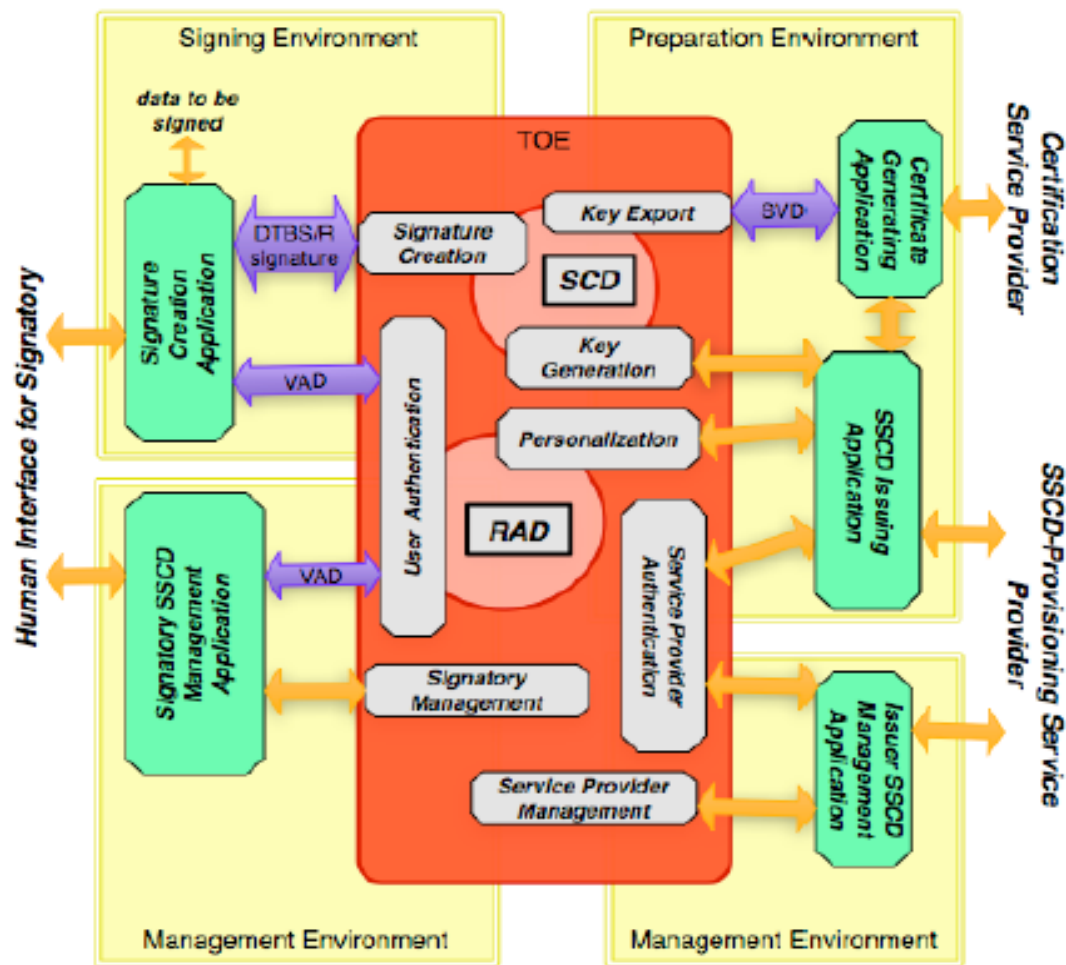 Signing Environment
Preparation Environment
data to be
signed
TOE
Certification
Service Provider
Certificate
Generating
Application
Key Export
SVD
DTBS/R
signature
Signature
Creation
SCD
Signature
Creation
Application
Human Interface for Signatory
Key
Generation
VAD
User Authentication
Personalization
SSCD Issuing
Application
RAD
SSCD-Provisioning Service
Provider
Service Provider
Authentication
VAD
Signatory SSCD
Management
Application
Signatory
Management
Issuer SSCD
Management
Application
Service Provider
Management
Management Environment
Management Environment